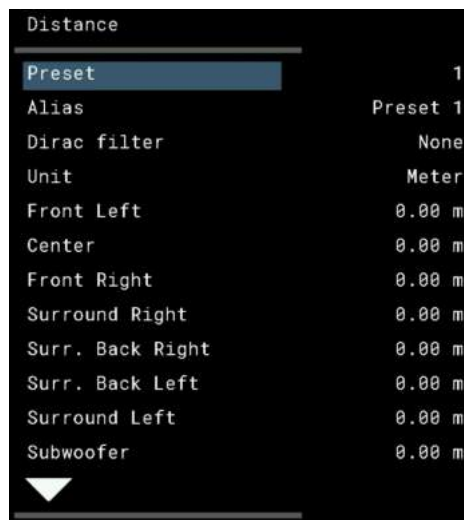 Distance
Preset 1
Alias Preset 1
Dirac filter None
Unit Meter
Front Left 0.00 m
Center 0.00 m
Front Right 0.00 m
Surround Right 0.00 m
Surr. Back Right 0.00 m
Surr. Back Left 0.00 m
Surround Left 0.00 m
Subwoofer 0.00 m